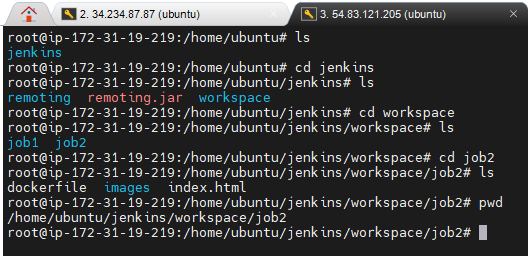 2. 34.234.87.87 (ubuntu)
3. 54.83.121.205 (ubuntu)
root@ip-172-31-19-219:/home/ubuntu# ls
jenkins
root@ip-172-31-19-219:/home/ubuntu# cd jenkins
root@ip-172-31-19-219:/home/ubuntu/jenkins# ls
remoting  remoting.jar  workspace
root@ip-172-31-19-219:/home/ubuntu/jenkins# cd workspace
root@ip-172-31-19-219:/home/ubuntu/jenkins/workspace# ls
job1  job2
root@ip-172-31-19-219:/home/ubuntu/jenkins/workspace# cd job2
root@ip-172-31-19-219:/home/ubuntu/jenkins/workspace/job2# ls
dockerfile  images  index.html
root@ip-172-31-19-219:/home/ubuntu/jenkins/workspace/job2# pwd
/home/ubuntu/jenkins/workspace/job2
root@ip-172-31-19-219:/home/ubuntu/jenkins/workspace/job2#